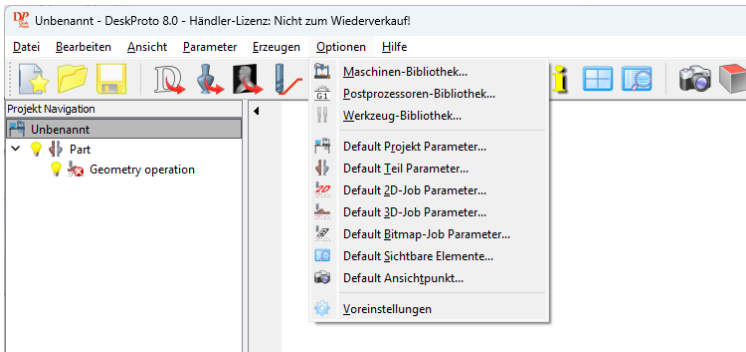 Unbenannt - DeskProto 8.0 - Händler-Lizenz: Nicht zum Wiederverkauf!
Datei Bearbeiten Ansicht Parameter Erzeugen Optionen Hilfe
Projekt Navigation
Unbenannt
Part
Geometry operation
Maschinen-Bibliothek...
G1 Postprozessoren-Bibliothek...
Werkzeug-Bibliothek...
Default Projekt Parameter...
Default Teil Parameter...
2D Default 2D-Job Parameter...
Default 3D-Job Parameter...
Default Bitmap-Job Parameter...
Default Sichtbare Elemente...
Default Ansichtpunkt...
Voreinstellungen